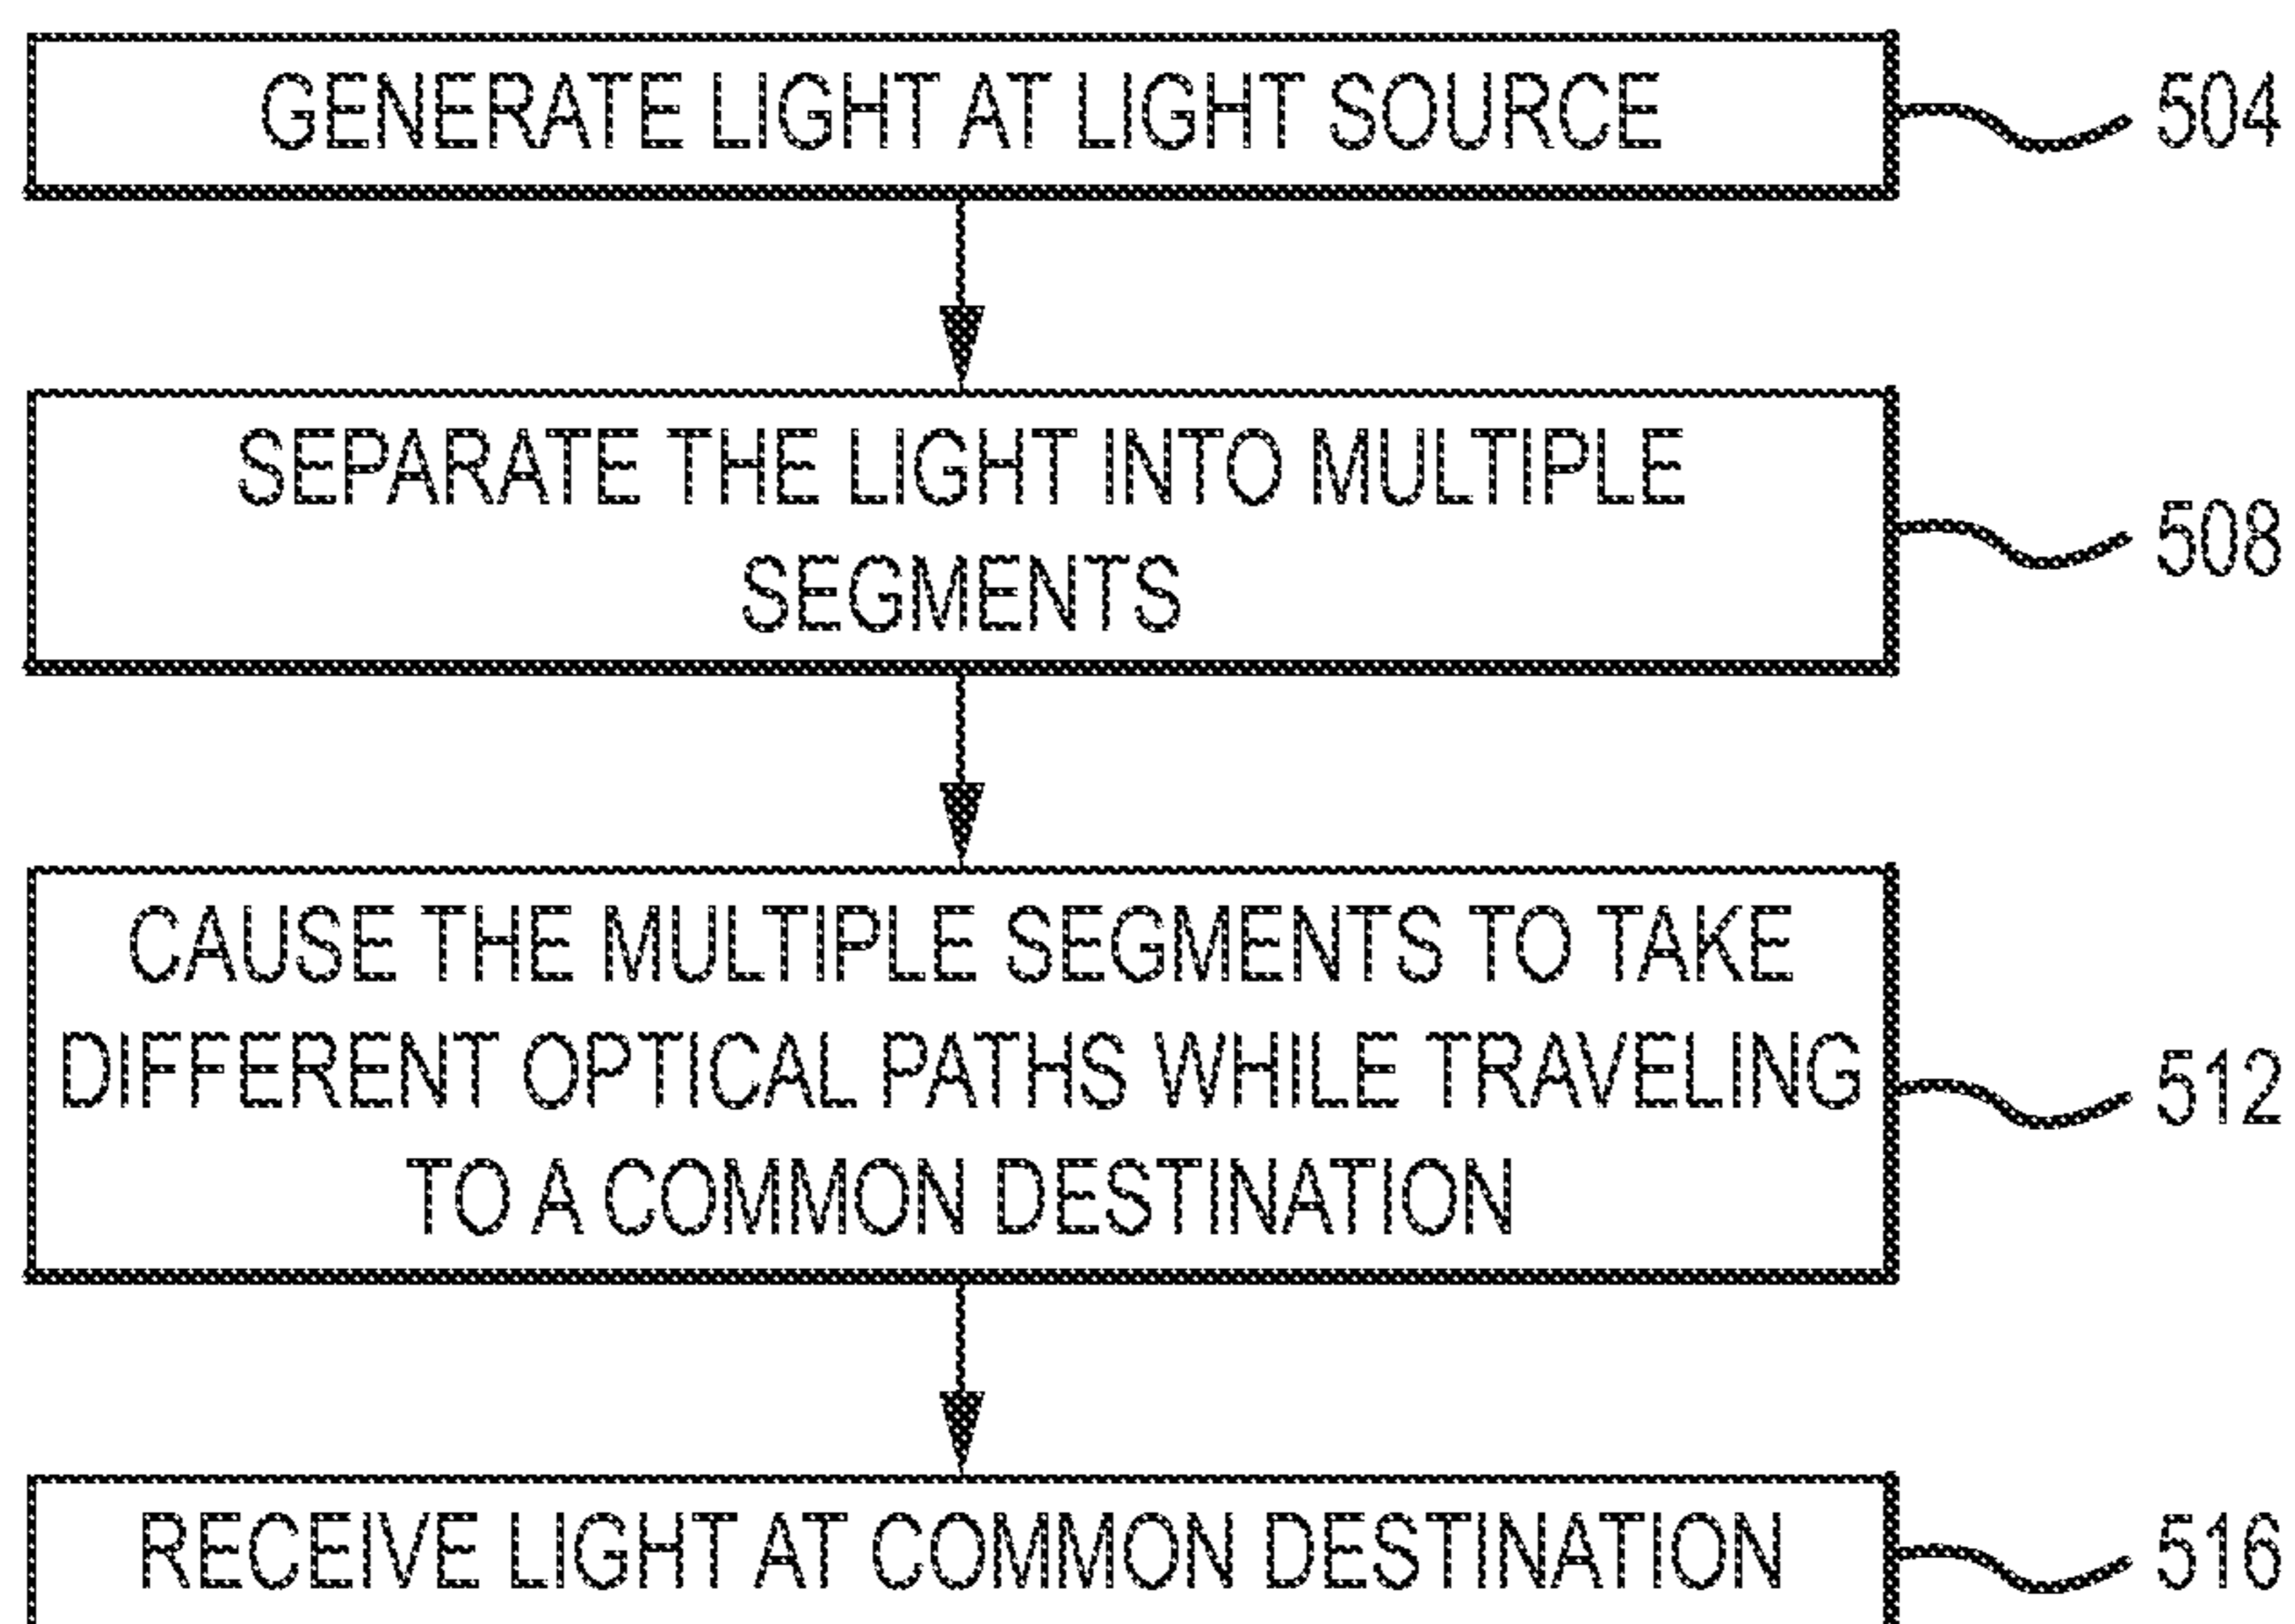 GENERATE LIGHT AT LIGHT SOURCE
504
SEPARATE THE LIGHT INTO MULTIPLE
SEGMENTS
508
CAUSE THE MULTIPLE SEGMENTS TO TAKE
DIFFERENT OPTICAL PATHS WHILE TRAVELING
TO A COMMON DESTINATION
512
RECEIVE LIGHT AT COMMON DESTINATION
516